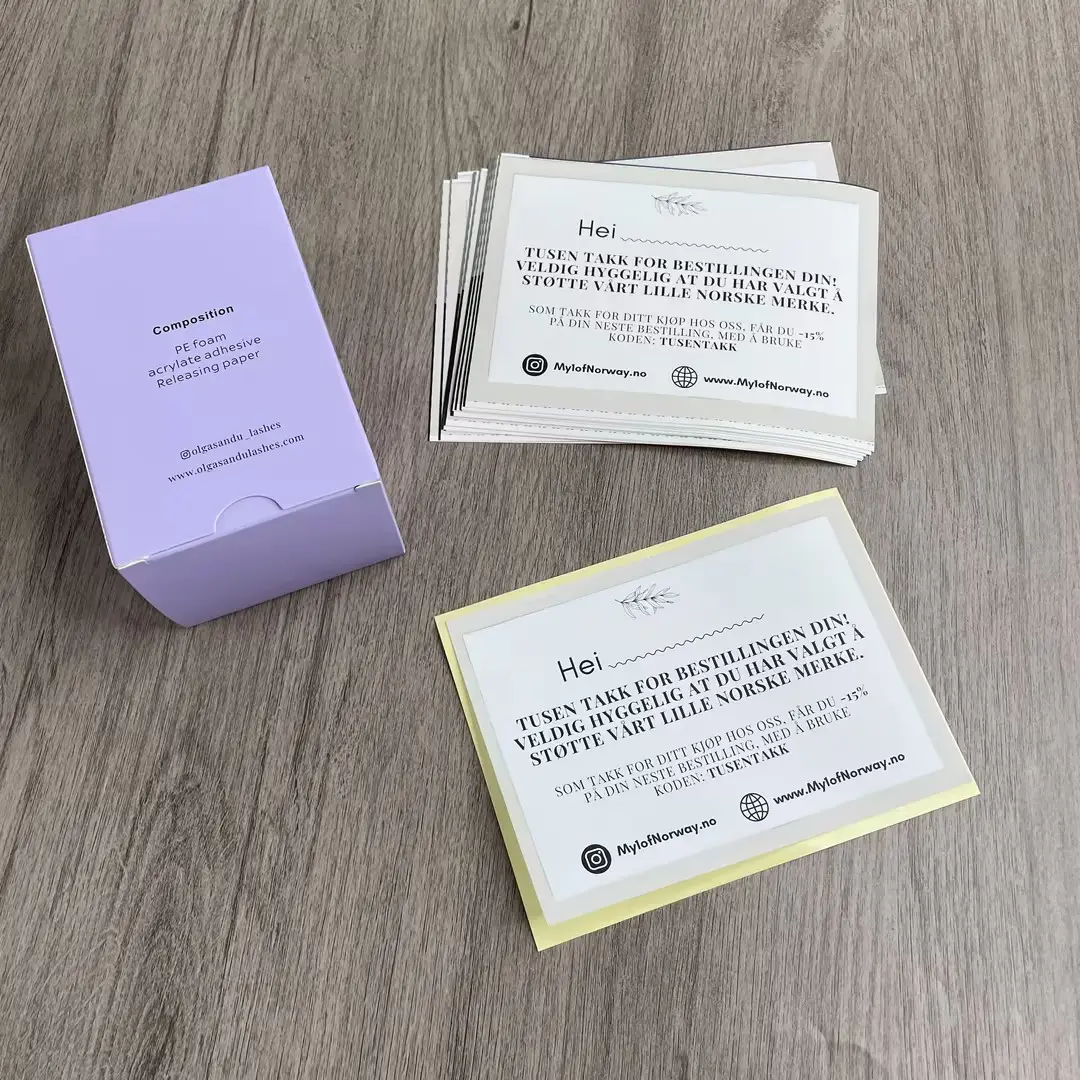 Composition
PE foam
acrylate adhesive
Releasing paper
@olgasandu_lashes
www.olgasandulashes.com
Hei
TUSEN TAKK FOR BESTILLINGEN DIN!
VELDIG HYGGELIG AT DU HAR VALGT Å
STØTTE VÅRT LILLE NORSKE MERKE.
SOM TAKK FOR DITT KJØP HOS OSS, FÅR DU -15%
PÅ DIN NESTE BESTILLING, MED Å BRUKE
KODEN: TUSENTAKK
MylofNorway.no
www.MylofNorway.no
Hei
TUSEN TAKK FOR BESTILLINGEN DIN!
VELDIG HYGGELIG AT DU HAR VALGT Å
STØTTE VÅRT LILLE NORSKE MERKE.
SOM TAKK FOR DITT KJØP HOS OSS, FÅR DU -15%
PÅ DIN NESTE BESTILLING, MED Å BRUKE
KODEN: TUSENTAKK
MylofNorway.no
www.MylofNorway.no